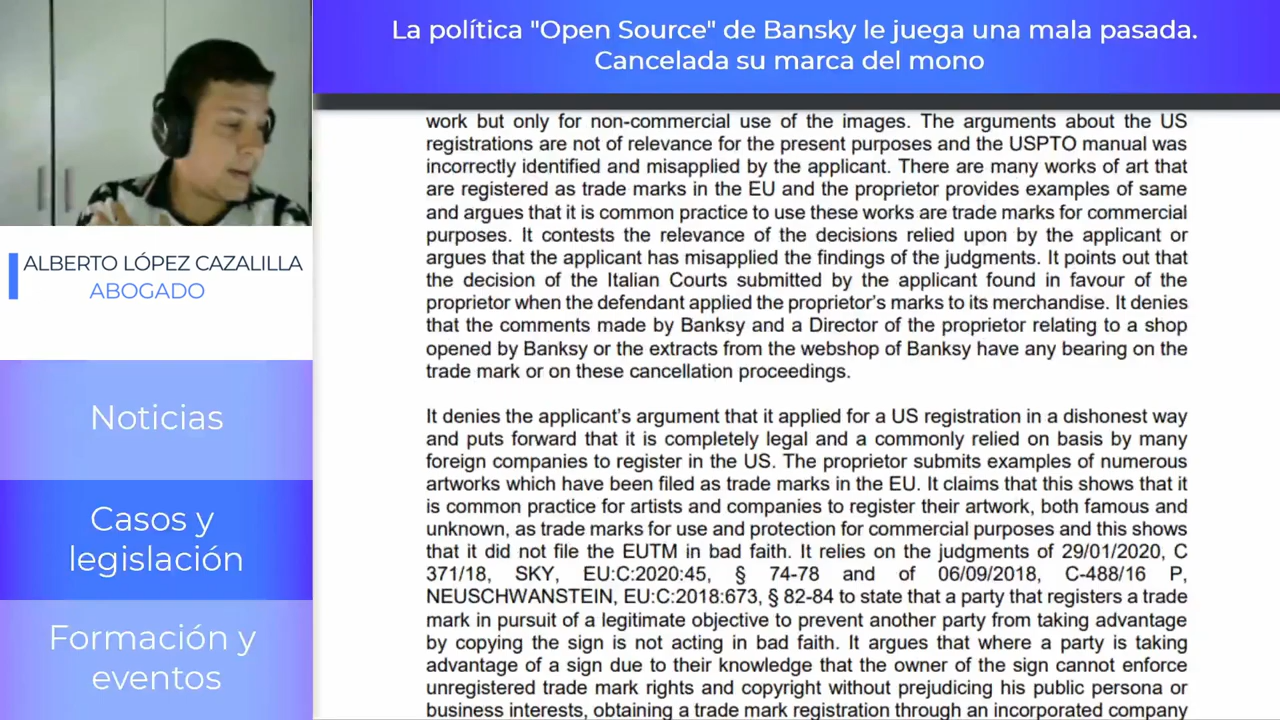 La política "Open Source" de Bansky le juega una mala pasada.
Cancelada su marca del mono
ALBERTO LÓPEZ CAZALILLA
ABOGADO
Noticias
Casos y
legislación
Formación y
eventos
work but only for non-commercial use of the images. The arguments about the US
registrations are not of relevance for the present purposes and the USPTO manual was
incorrectly identified and misapplied by the applicant. There are many works of art that
are registered as trade marks in the EU and the proprietor provides examples of same
and argues that it is common practice to use these works are trade marks for commercial
purposes. It contests the relevance of the decisions relied upon by the applicant or
argues that the applicant has misapplied the findings of the judgments. It points out that
the decision of the Italian Courts submitted by the applicant found in favour of the
proprietor when the defendant applied the proprietor's marks to its merchandise. It denies
that the comments made by Banksy and a Director of the proprietor relating to a shop
opened by Banksy or the extracts from the webshop of Banksy have any bearing on the
trade mark or on these cancellation proceedings.
It denies the applicant's argument that it applied for a US registration in a dishonest way
and puts forward that it is completely legal and a commonly relied on basis by many
foreign companies to register in the US. The proprietor submits examples of numerous
artworks which have been filed as trade marks in the EU. It claims that this shows that it
is common practice for artists and companies to register their artwork, both famous and
unknown, as trade marks for use and protection for commercial purposes and this shows
that it did not file the EUTM in bad faith. It relies on the judgments of 29/01/2020, C
371/18, SKY, EU:C:2020:45, § 74-78 and of 06/09/2018, C-488/16 P,
NEUSCHWANSTEIN, EU:C:2018:673, § 82-84 to state that a party that registers a trade
mark in pursuit of a legitimate objective to prevent another party from taking advantage
by copying the sign is not acting in bad faith. It argues that where a party is taking
advantage of a sign due to their knowledge that the owner of the sign cannot enforce
unregistered trade mark rights and copyright without prejudicing his public persona or
business interests, obtaining a trade mark registration through an incorporated company